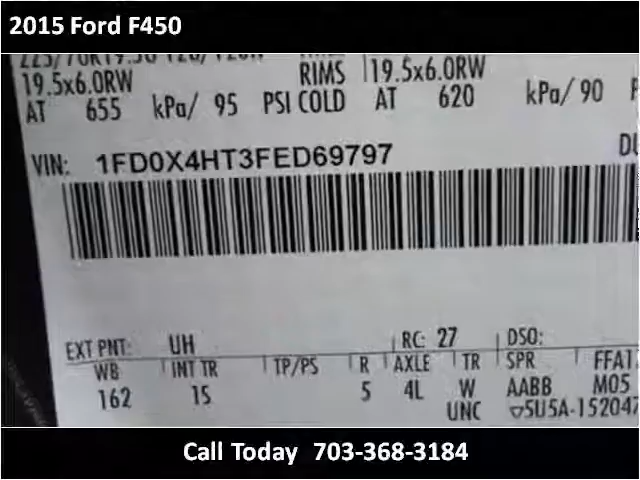 2015 Ford F450
19.5x6.0RW RIMS 19.5x6.0RW
AT 655 kPa/ 95 PSI COLD AT 620 kPa/ 90
VIN: 1FD0X4HT3FED69797
EXT PNT: UH RC: 27 DSO:
WB INT TR TP/PS R AXLE TR SPR
162 15 5 4L W AABB M05
UNC ▽5U5A-152047
Call Today 703-368-3184